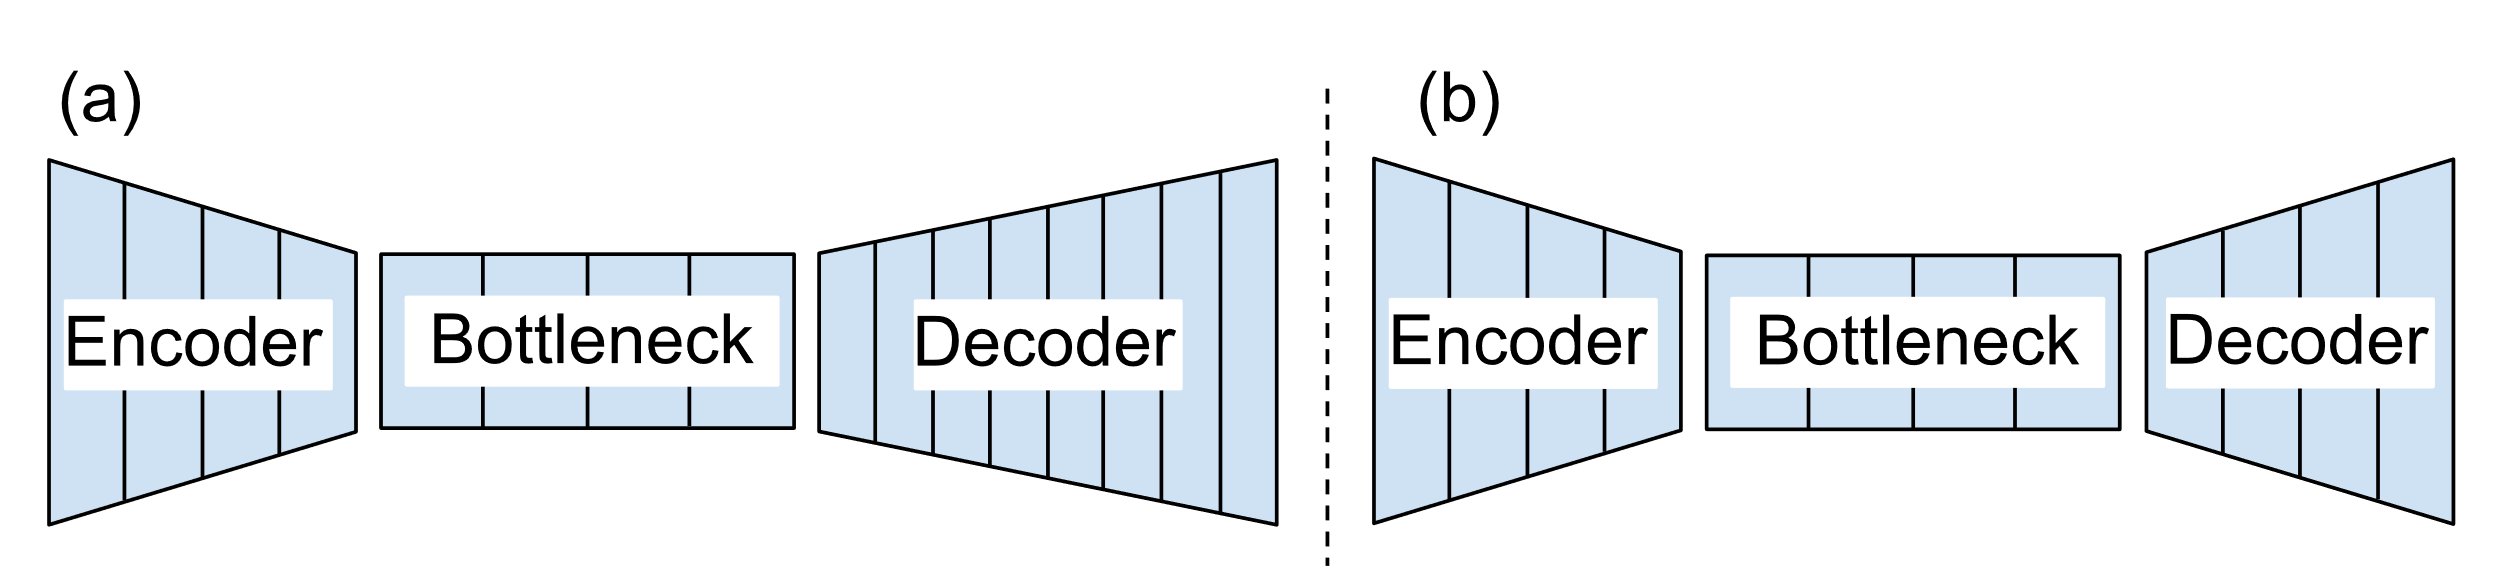 (a)
Encoder
Bottleneck
Decoder
(b)
Encoder
Bottleneck
Decoder